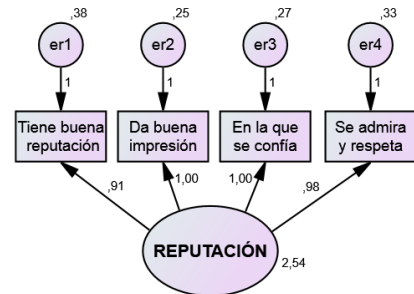 ,38
,25
,27
,33
er1
er2
er3
er4
1
1
1
1
Tiene buena
reputación
Da buena
impresión
En la que
se confía
Se admira
y respeta
,91
1,00
1,00
,98
REPUTACIÓN
2,54